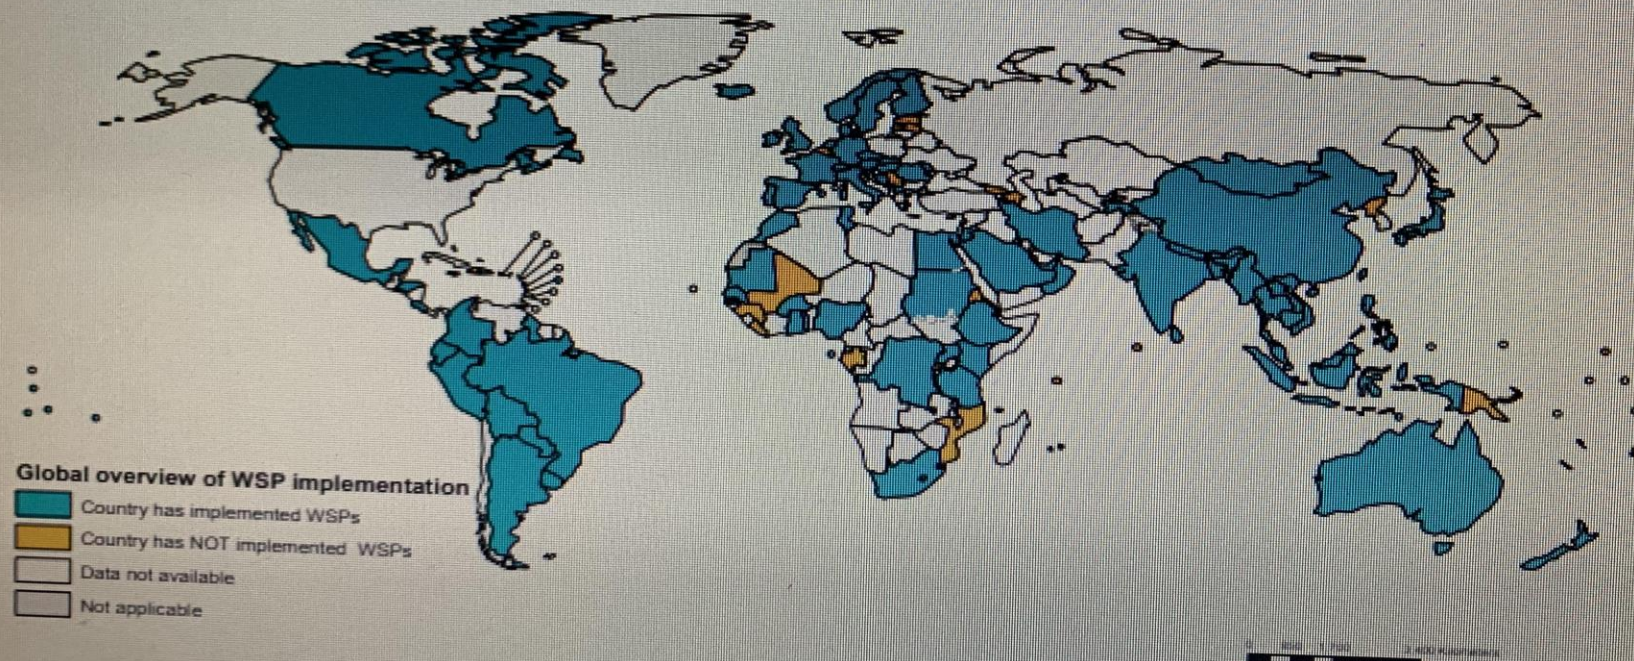 Global overview of WSP implementation
Country has implemented WSPs
Country has NOT implemented WSPs
Data not available
Not applicable